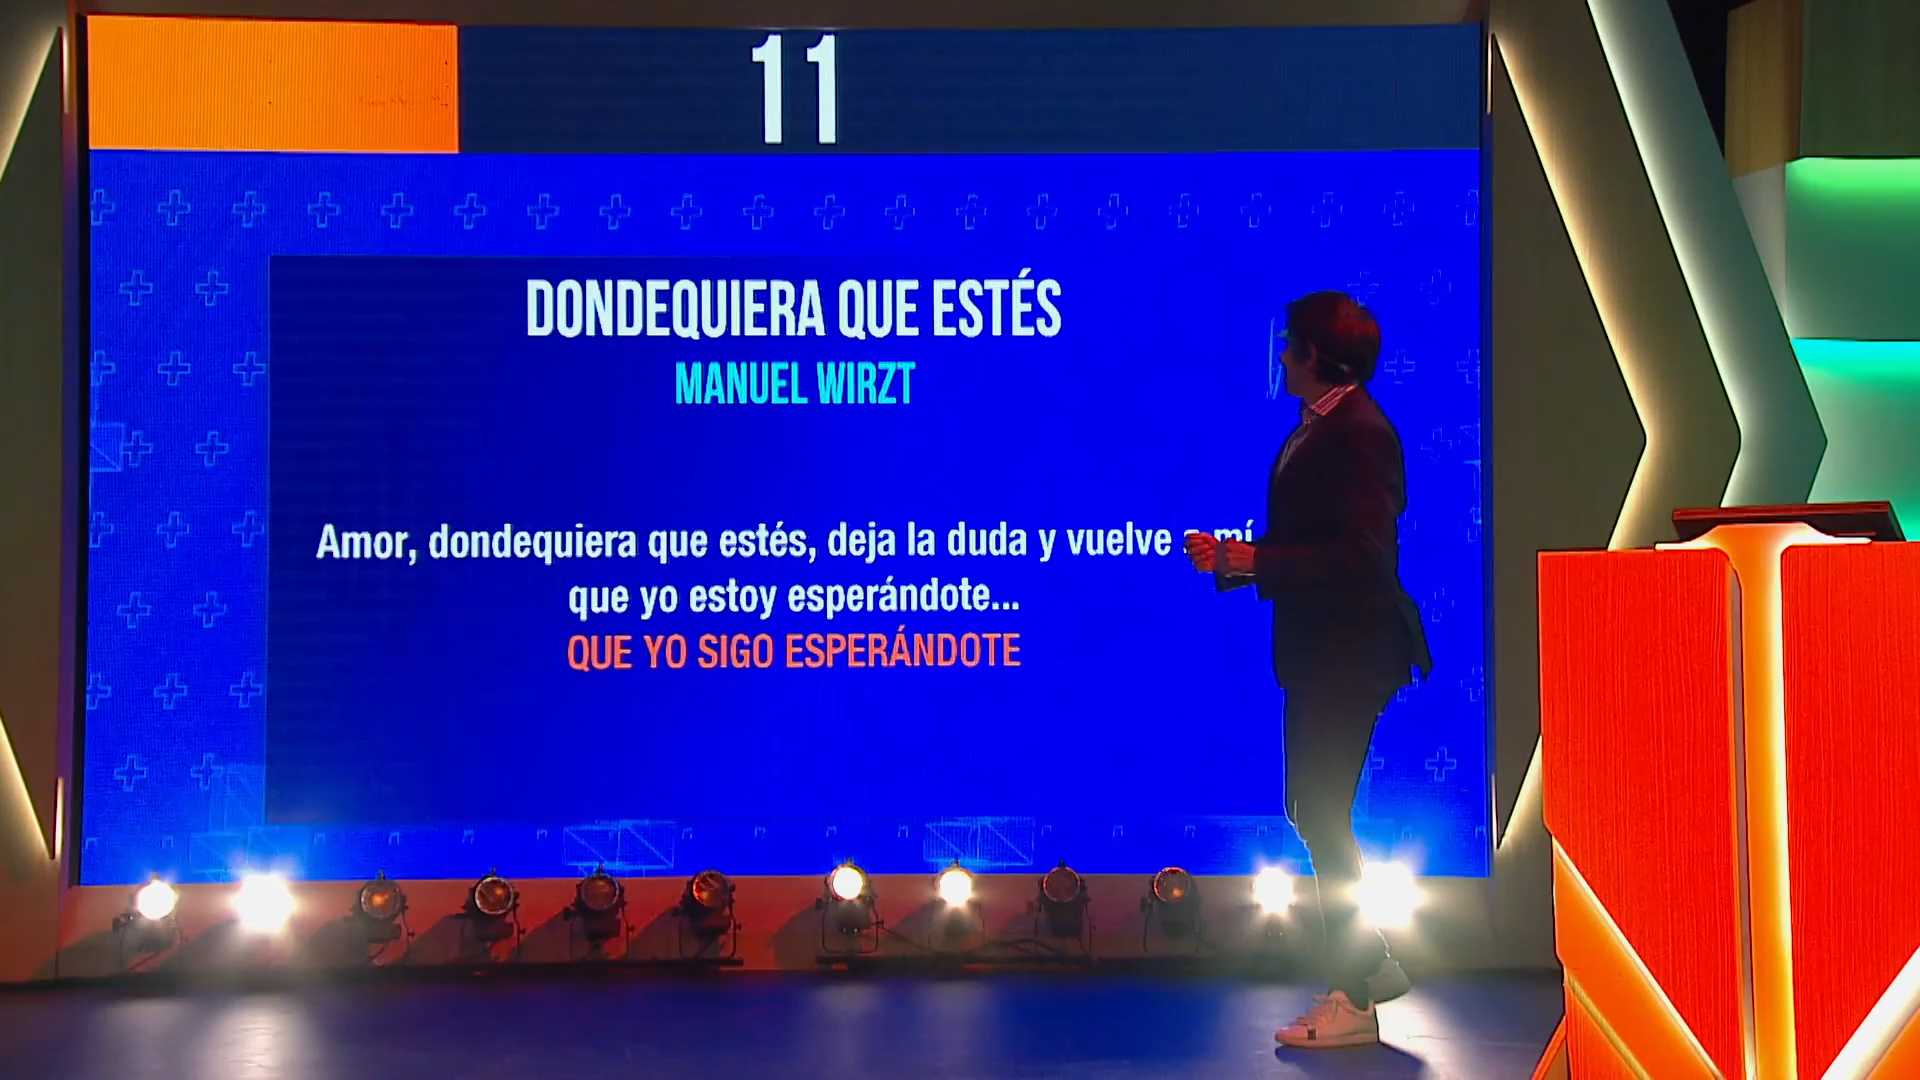 11
DONDEQUIERA QUE ESTÉS
MANUEL WIRZT
Amor, dondequiera que estés, deja la duda y vuelve mí
que yo estoy esperándote...
QUE YO SIGO ESPERÁNDOTE